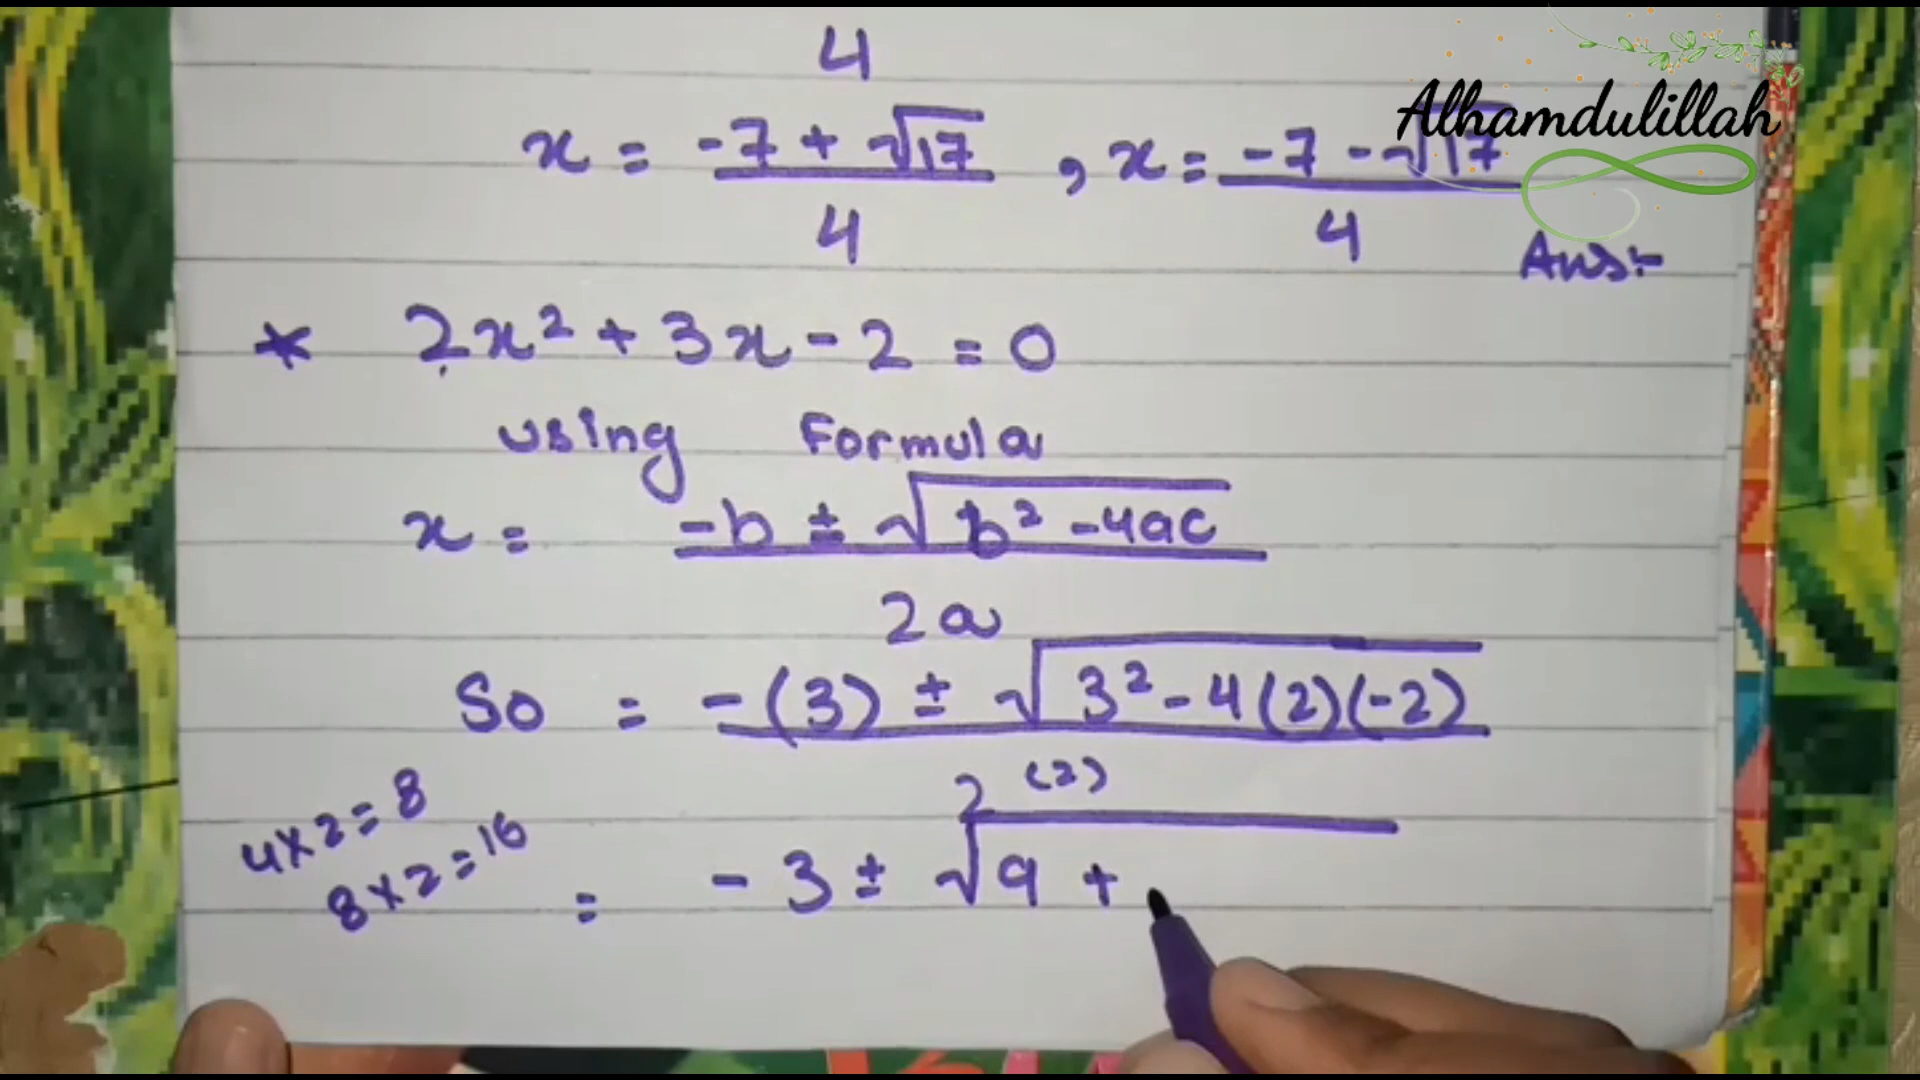 4
x = -7 + √17 , x = -7 - √17
4 4
Alhamdulillah
Ans:-
* 2x² + 3x - 2 = 0
using Formula
x = -b ± √b² - 4ac
2a
So = -(3) ± √3² - 4(2)(-2)
2 (2)
4x2=8
8x2=16
= -3 ± √9 +